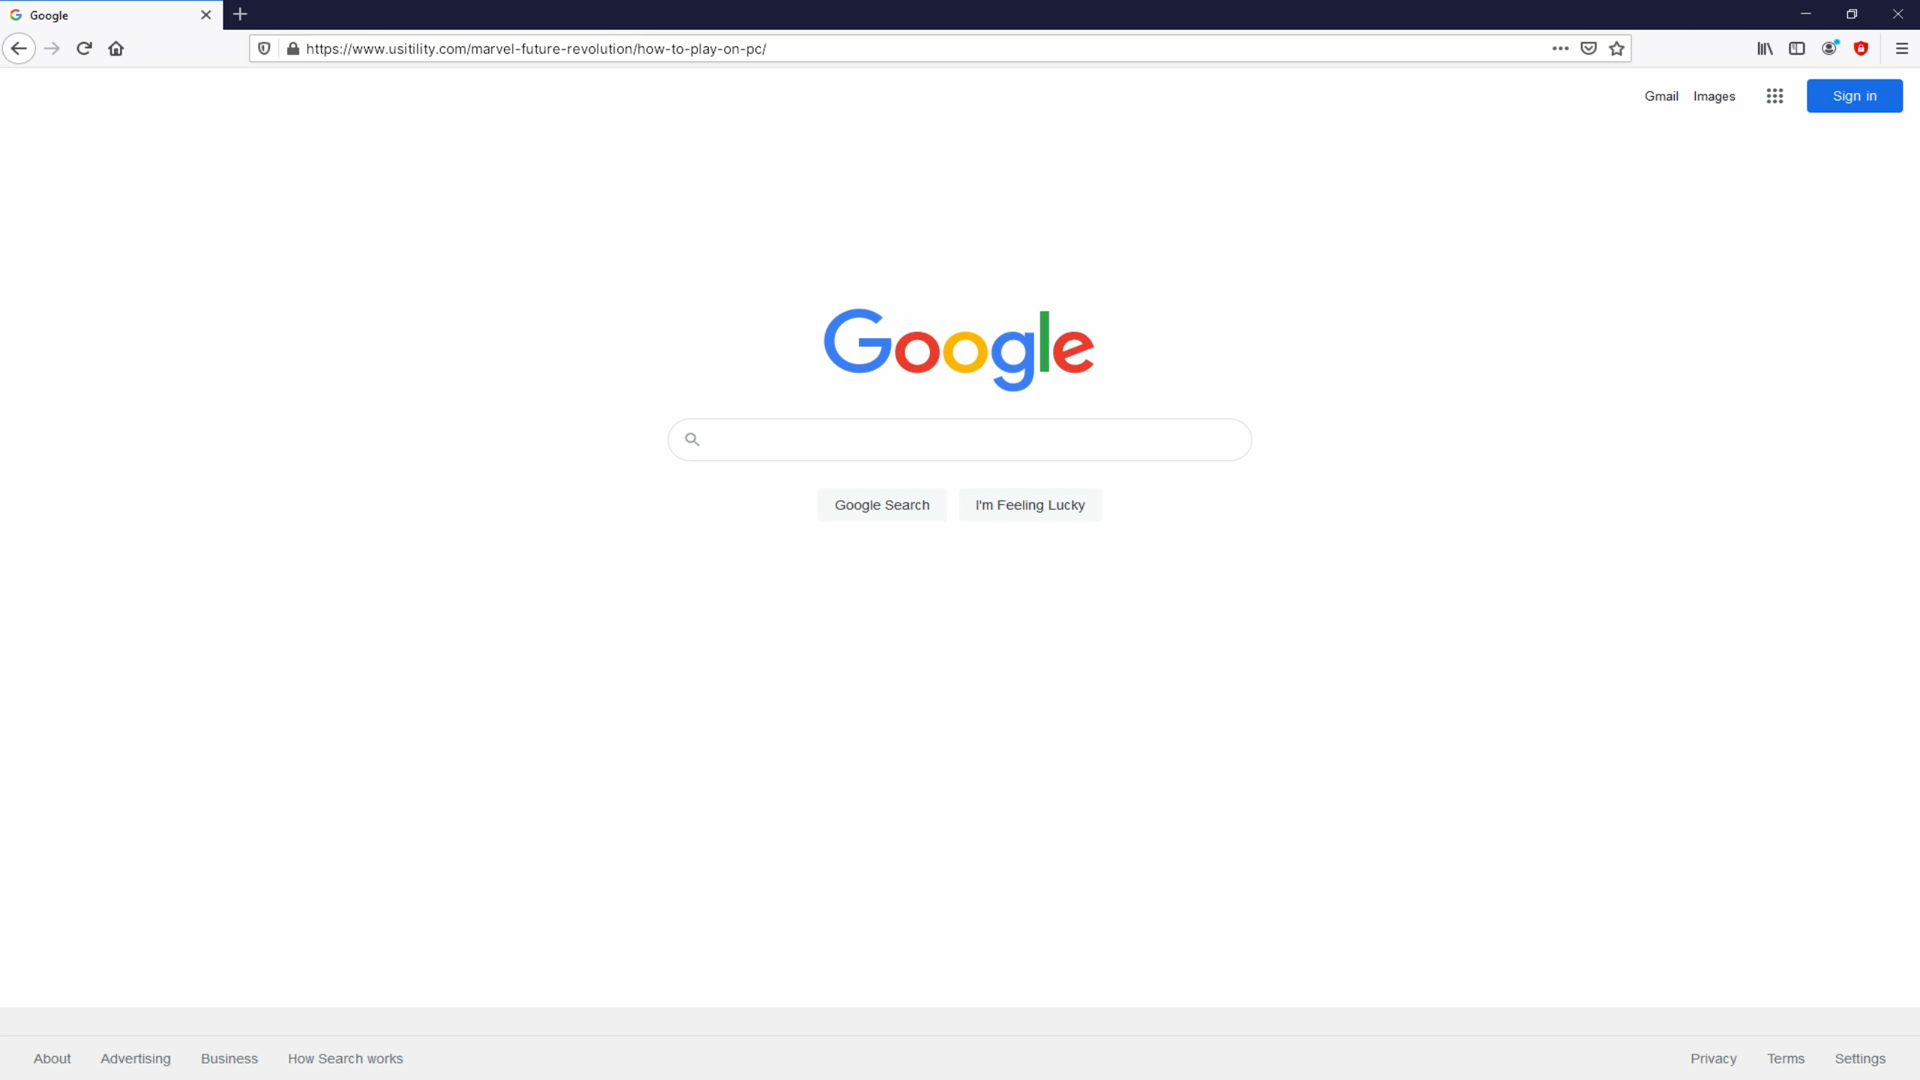 Google
https://www.usitility.com/marvel-future-revolution/how-to-play-on-pc/
Gmail Images Sign in
Google
Google Search I'm Feeling Lucky
About Advertising Business How Search works Privacy Terms Settings